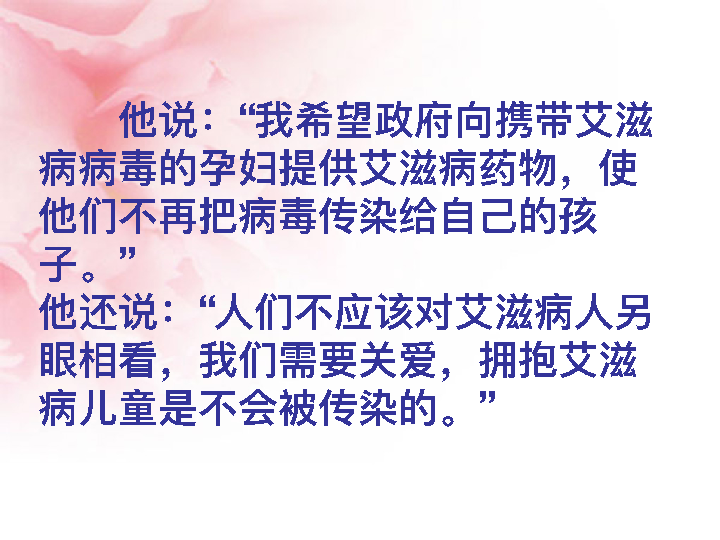 他说：“我希望政府向携带艾滋
病病毒的孕妇提供艾滋病药物，使
他们不再把病毒传染给自己的孩
子。”
他还说：“人们不应该对艾滋病人另
眼相看，我们需要关爱，拥抱艾滋
病儿童是不会被传染的。”